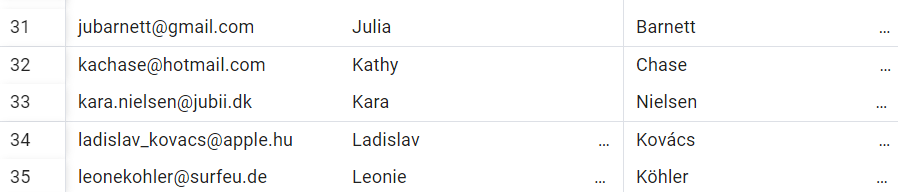 31 jubarnett@gmail.com Julia Barnett …
32 kachase@hotmail.com Kathy Chase …
33 kara.nielsen@jubii.dk Kara Nielsen …
34 ladislav_kovacs@apple.hu Ladislav … Kovács …
35 leonekohler@surfeu.de Leonie … Köhler …